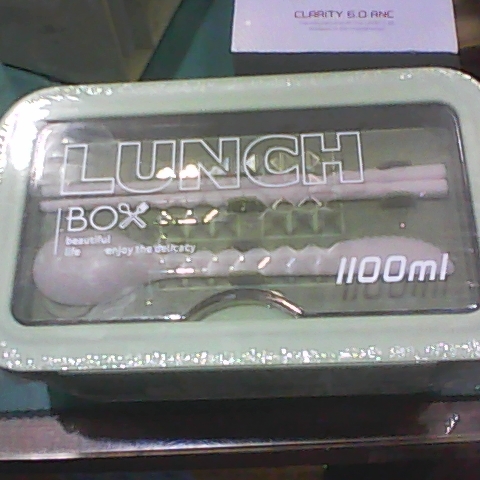 CLARITY 6.0 ANC
LUNCH
BOX
beautiful
life enjoy the delicacy
1100ml